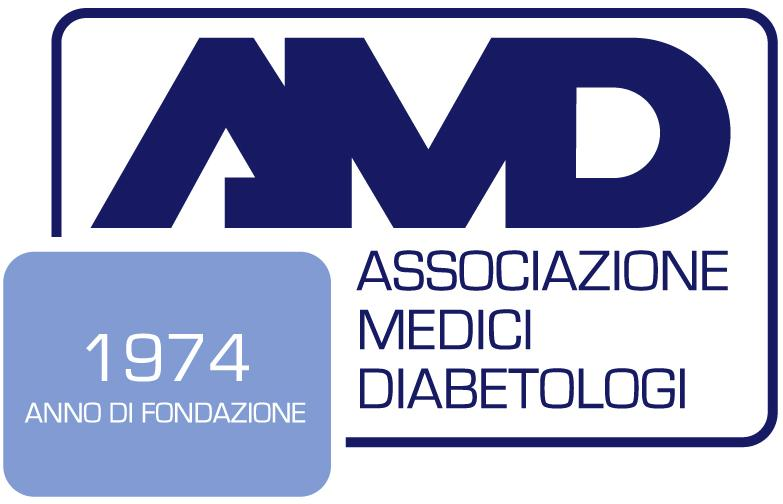 AMD
ASSOCIAZIONE
MEDICI
DIABETOLOGI
1974
ANNO DI FONDAZIONE